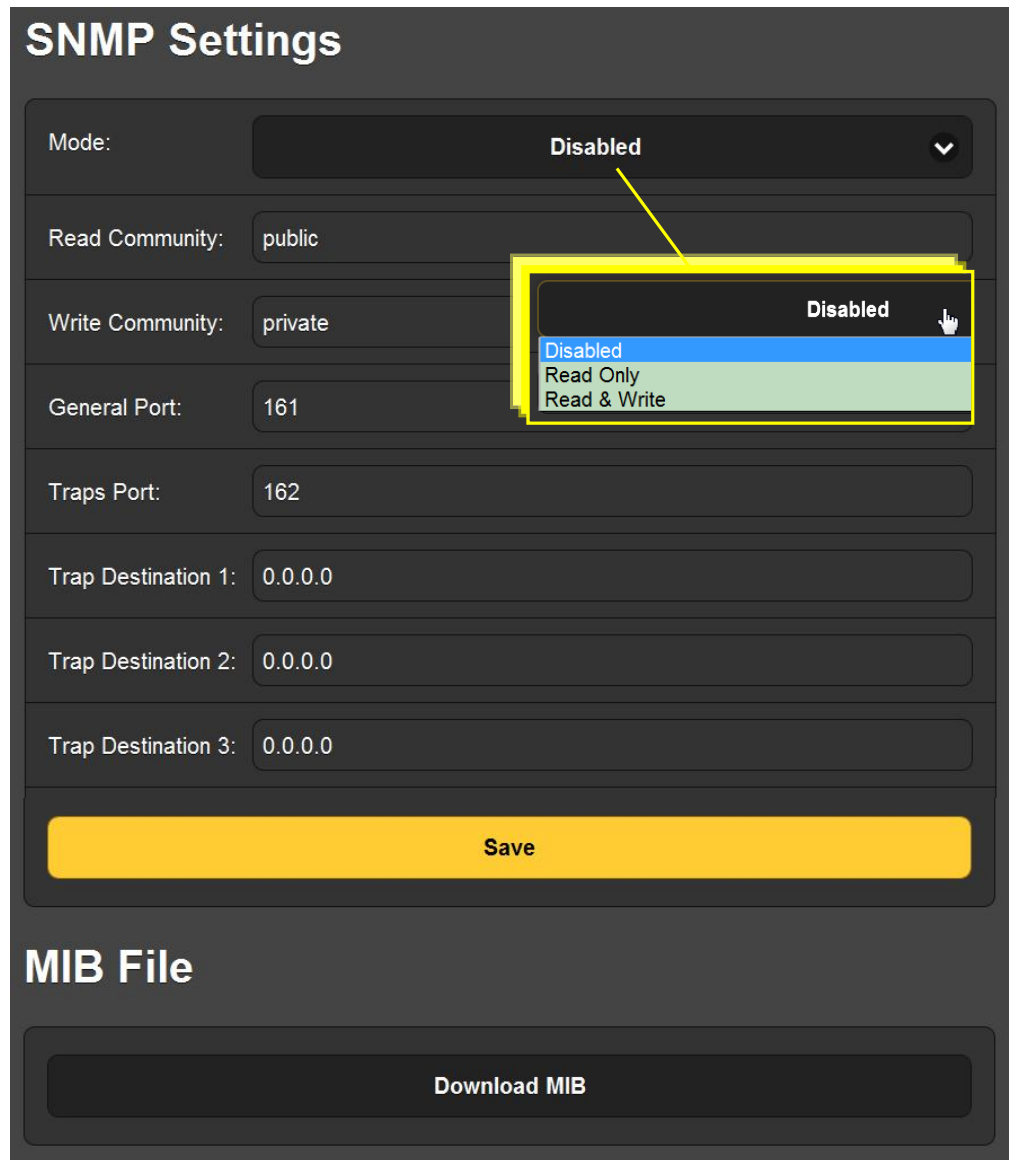 SNMP Settings
Mode: Disabled
Read Community: public
Write Community: private
Disabled
Disabled
Read Only
Read & Write
General Port: 161
Traps Port: 162
Trap Destination 1: 0.0.0.0
Trap Destination 2: 0.0.0.0
Trap Destination 3: 0.0.0.0
Save
MIB File
Download MIB